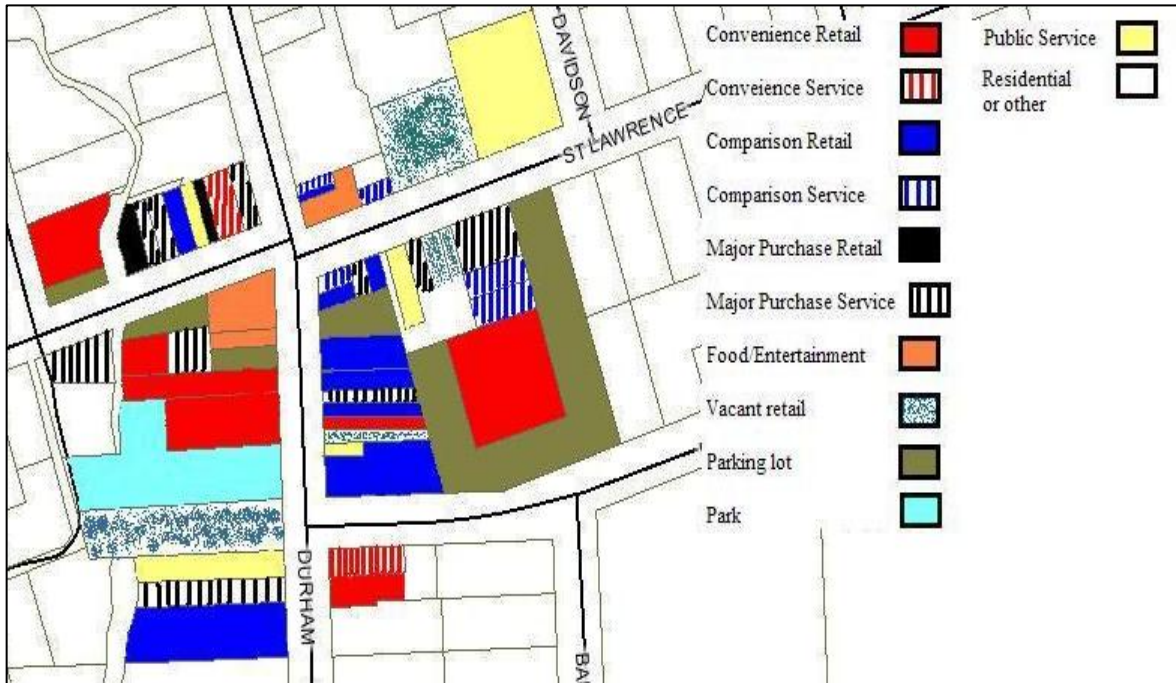 DAVIDSON
ST LAWRENCE
DURHAM
BA
Convenience Retail
Conveience Service
Comparison Retail
Comparison Service
Major Purchase Retail
Major Purchase Service
Food/Entertainment
Vacant retail
Parking lot
Park
Public Service
Residential
or other